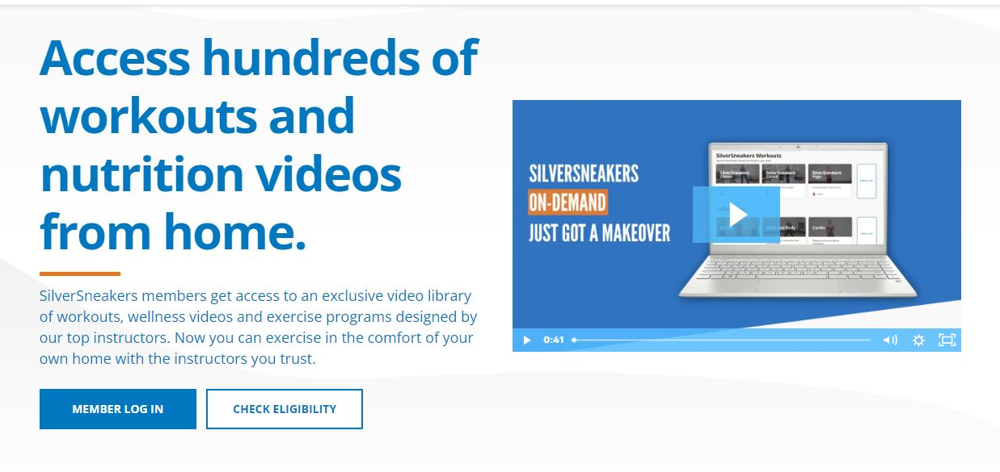 Access hundreds of
workouts and
nutrition videos
from home.
SilverSneakers members get access to an exclusive video library
of workouts, wellness videos and exercise programs designed by
our top instructors. Now you can exercise in the comfort of your
own home with the instructors you trust.
MEMBER LOG IN
CHECK ELIGIBILITY
SILVERSNEAKERS
ON-DEMAND
JUST GOT A MAKEOVER
SilverSneakers Workouts
SilverSneakers Classic
SilverSneakers Circuit
SilverSneakers Yoga
Cardio
0:41